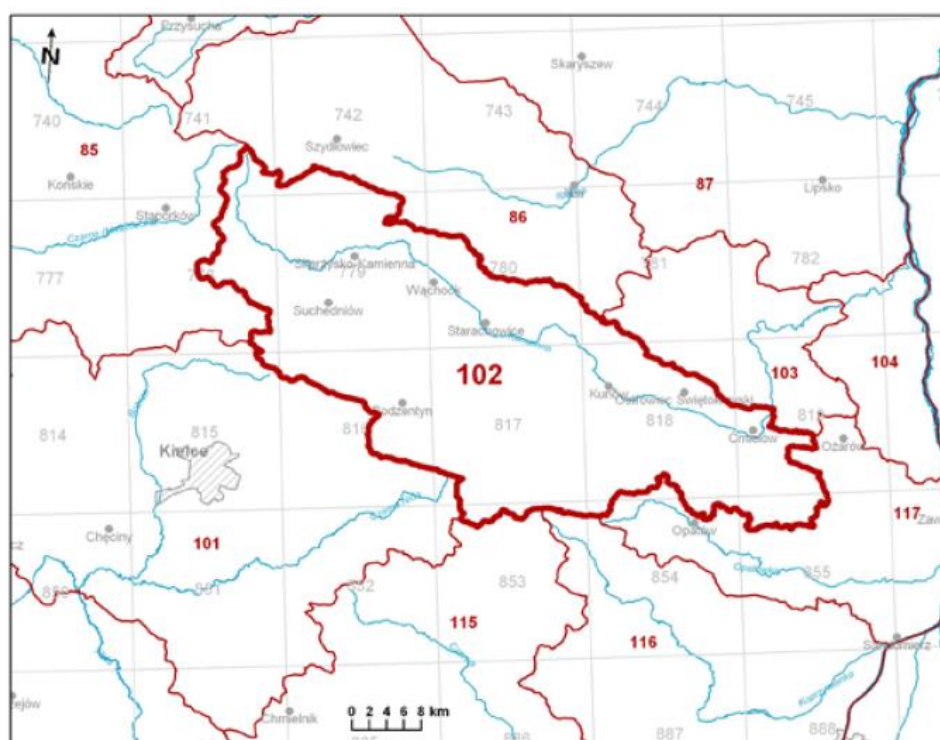 Przysucha
N
Skaryszew
740
741
742
743
744
745
Szydłowiec
85
Końskie
87
Lipsko
Stąporków
86
777
Skarżysko-Kamienna
779
780
781
782
Wąchock
Suchedniów
Starachowice
102
103
104
Kunów
Ostrowiec Świętokrzyski
Bodzentyn
814
815
817
818
Ćmielów
Ożarów
Kielce
117
Chęciny
101
Opatów
853
854
855
115
116
Sandomierz
Koprzywianka
Chmielnik
0 2 4 6 8 km
887
888